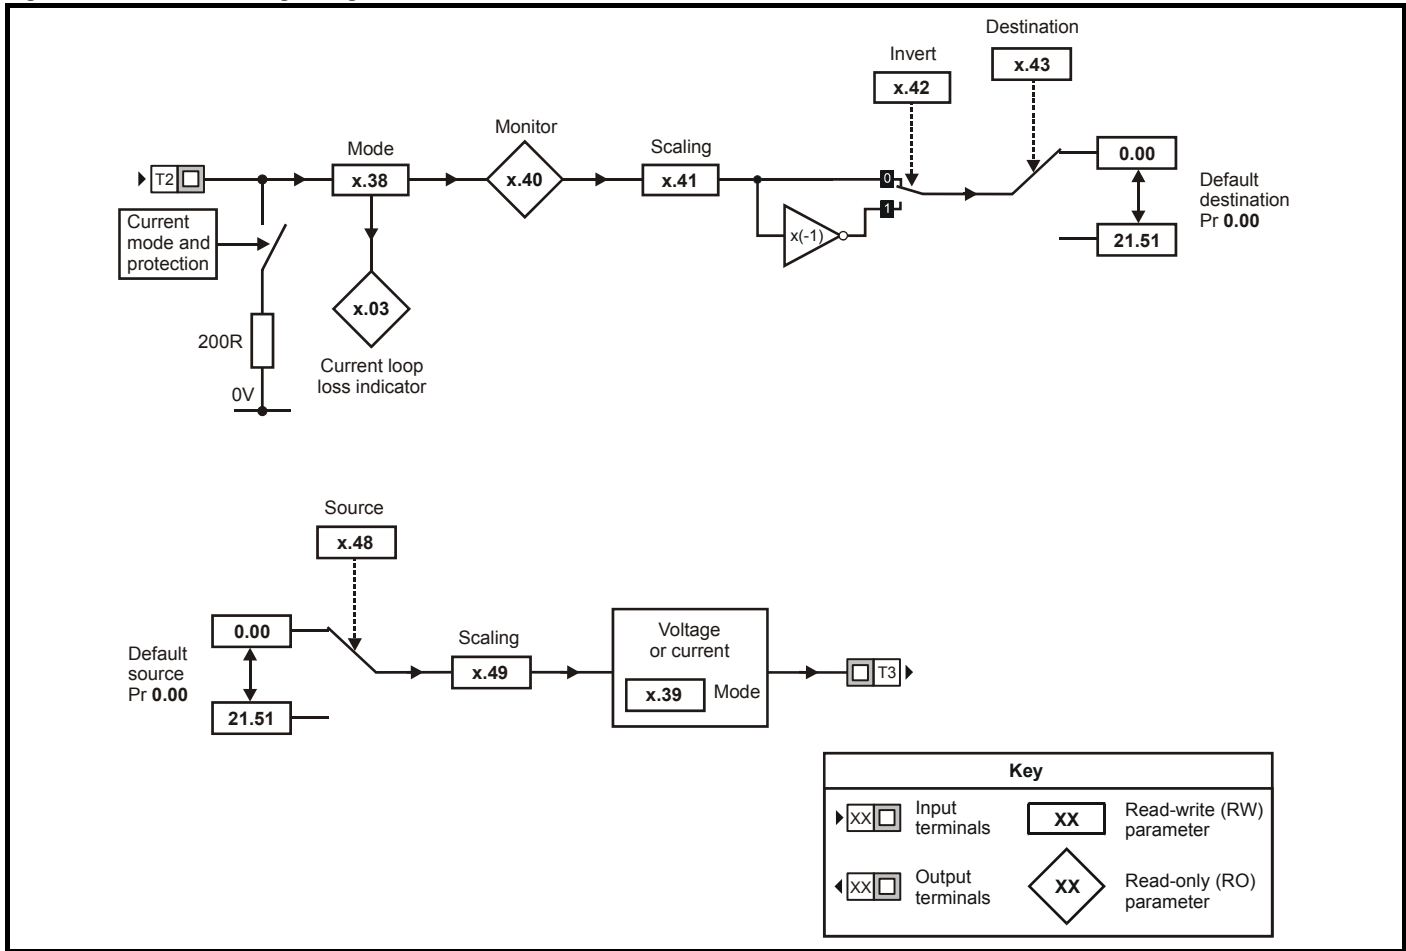 Destination
x.43
Invert
x.42
Monitor
Mode
Scaling
T2
x.38
x.40
x.41
0
1
x(-1)
0.00
21.51
Default
destination
Pr 0.00
Current
mode and
protection
x.03
200R
0V
Current loop
loss indicator
Source
x.48
0.00
Default
source
Pr 0.00
21.51
Scaling
x.49
Voltage
or current
x.39
Mode
T3
Key
XX
Input
terminals
XX
Read-write (RW)
parameter
XX
Output
terminals
XX
Read-only (RO)
parameter